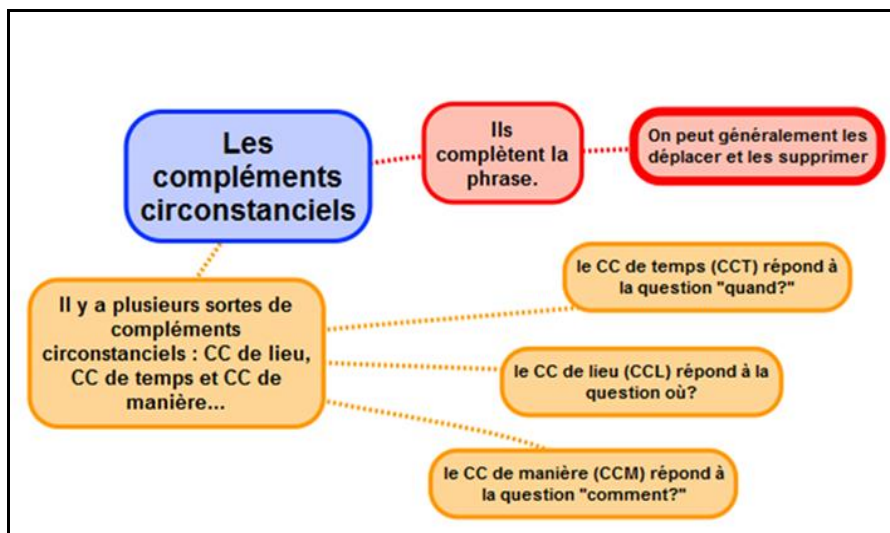 Les
compléments
circonstanciels
Ils
complètent la
phrase.
On peut généralement les
déplacer et les supprimer
Il y a plusieurs sortes de
compléments
circonstanciels : CC de lieu,
CC de temps et CC de
manière...
le CC de temps (CCT) répond à
la question "quand?"
le CC de lieu (CCL) répond à la
question où?
le CC de manière (CCM) répond à
la question "comment?"